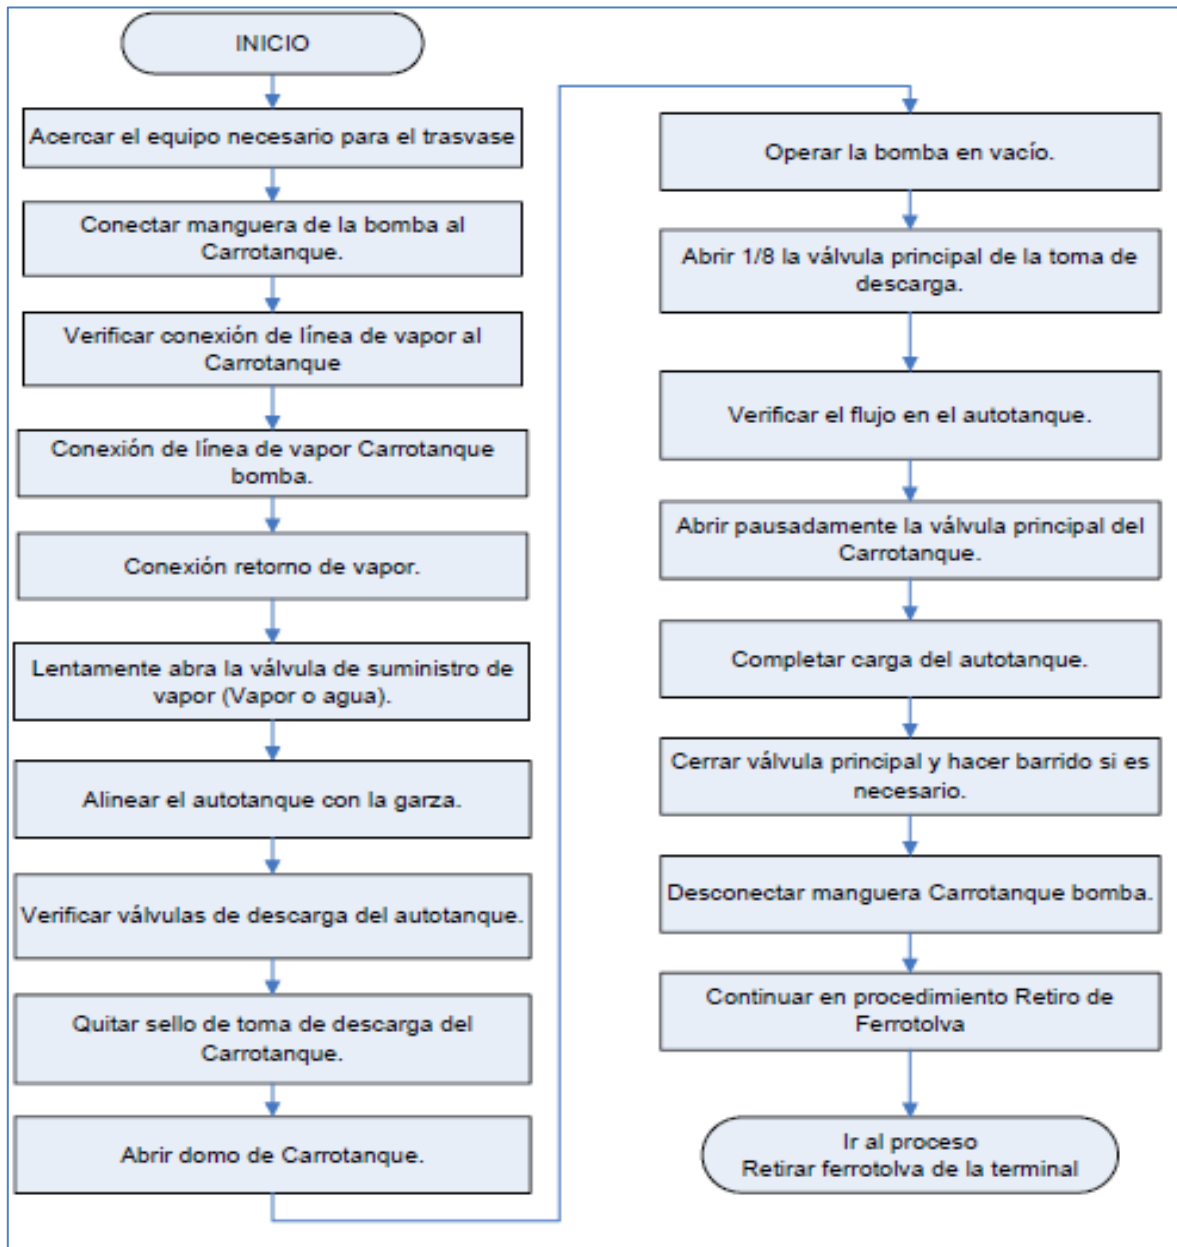 INICIO
Acercar el equipo necesario para el trasvase
Conectar manguera de la bomba al
Carrotanque.
Verificar conexión de línea de vapor al
Carrotanque
Conexión de línea de vapor Carrotanque
bomba.
Conexión retorno de vapor.
Lentamente abra la válvula de suministro de
vapor (Vapor o agua).
Alinear el autotanque con la garza.
Verificar válvulas de descarga del autotanque.
Quitar sello de toma de descarga del
Carrotanque.
Abrir domo de Carrotanque.
Operar la bomba en vacío.
Abrir 1/8 la válvula principal de la toma de
descarga.
Verificar el flujo en el autotanque.
Abrir pausadamente la válvula principal del
Carrotanque.
Completar carga del autotanque.
Cerrar válvula principal y hacer barrido si es
necesario.
Desconectar manguera Carrotanque bomba.
Continuar en procedimiento Retiro de
Ferrotolva
Ir al proceso
Retirar ferrotolva de la terminal